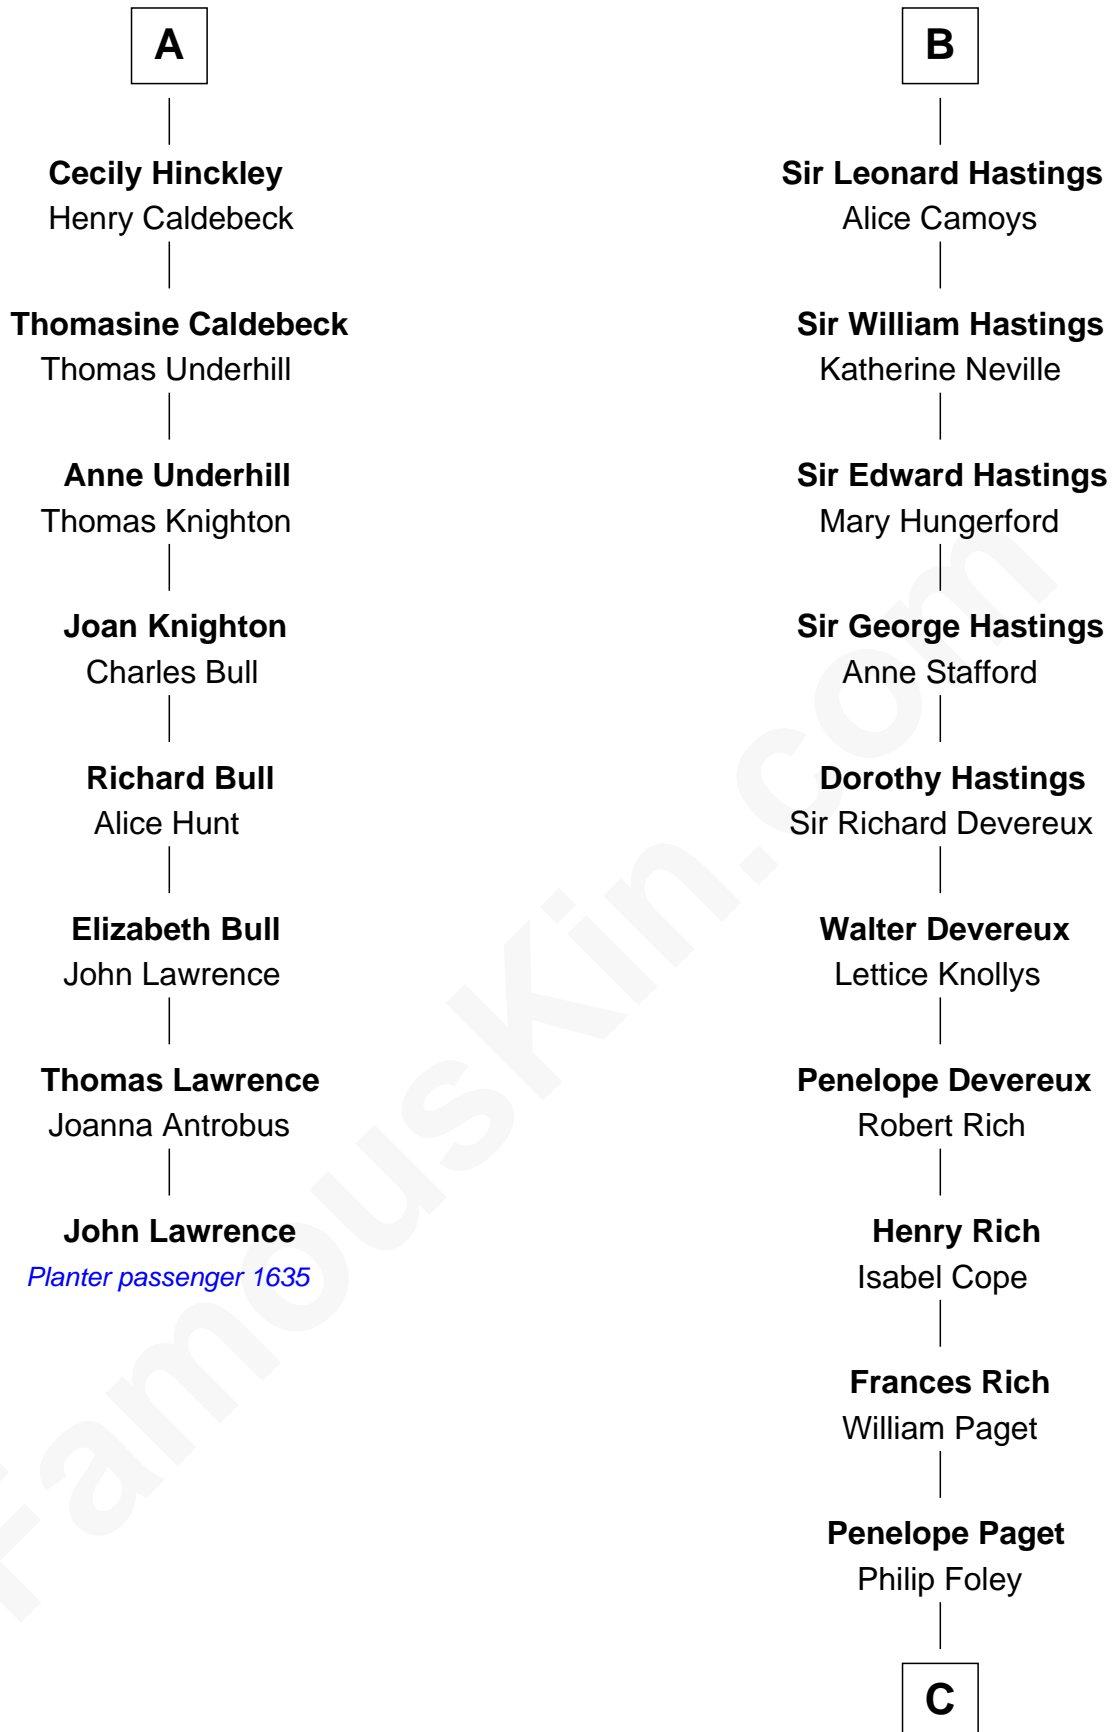 A
Cecily Hinckley
Henry Caldebeck
Thomasine Caldebeck
Thomas Underhill
Anne Underhill
Thomas Knighton
Joan Knighton
Charles Bull
Richard Bull
Alice Hunt
Elizabeth Bull
John Lawrence
Thomas Lawrence
Joanna Antrobus
John Lawrence
Planter passenger 1635
B
Sir Leonard Hastings
Alice Camoys
Sir William Hastings
Katherine Neville
Sir Edward Hastings
Mary Hungerford
Sir George Hastings
Anne Stafford
Dorothy Hastings
Sir Richard Devereux
Walter Devereux
Lettice Knollys
Penelope Devereux
Robert Rich
Henry Rich
Isabel Cope
Frances Rich
William Paget
Penelope Paget
Philip Foley
C
FamousKin.com